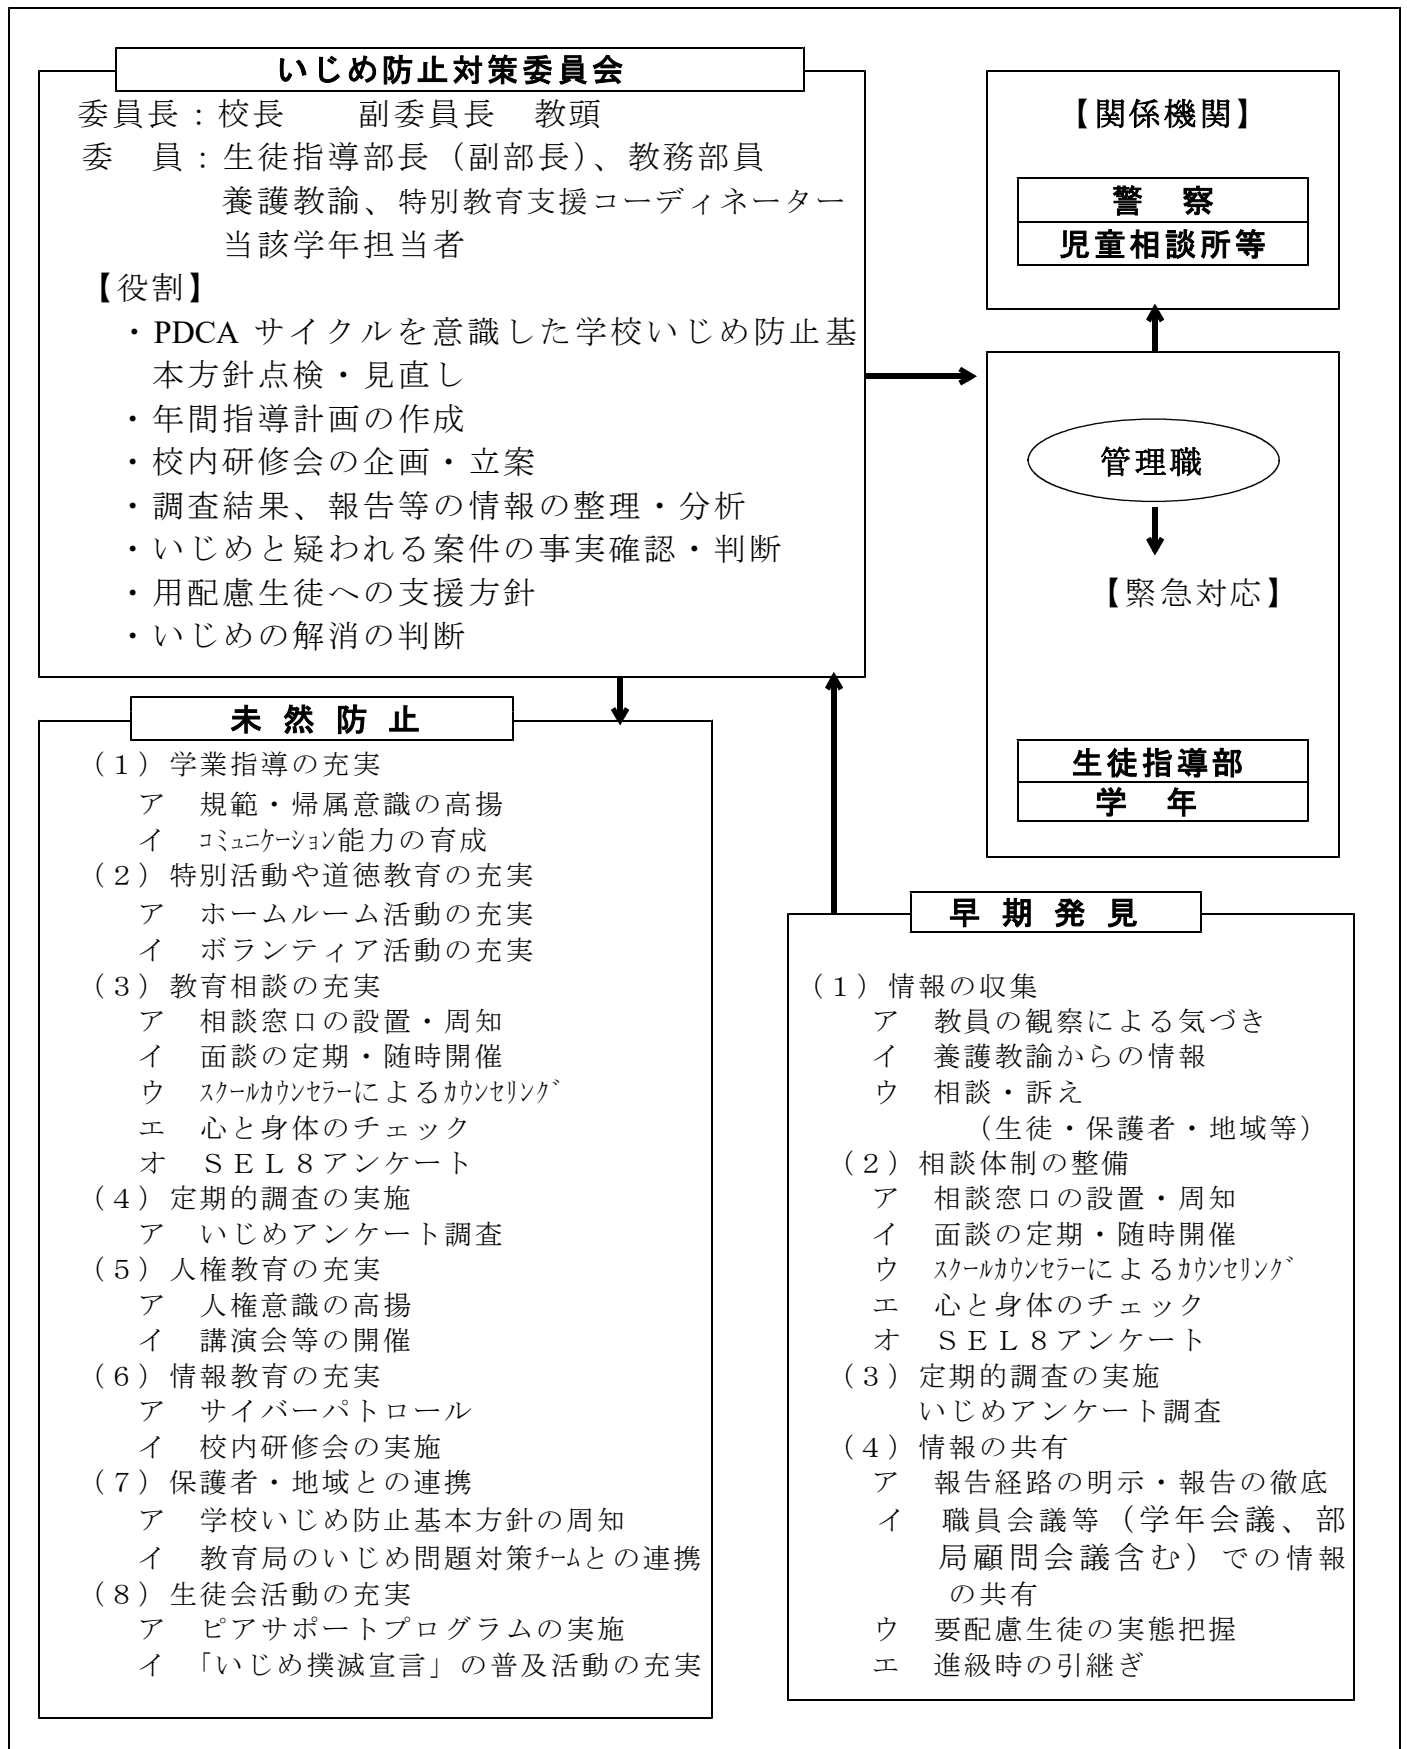 いじめ防止対策委員会
委員長：校長　　副委員長　教頭
委　員：生徒指導部長（副部長）、教務部員
養護教諭、特別教育支援コーディネーター
当該学年担当者
【役割】
・PDCA サイクルを意識した学校いじめ防止基
本方針点検・見直し
・年間指導計画の作成
・校内研修会の企画・立案
・調査結果、報告等の情報の整理・分析
・いじめと疑われる案件の事実確認・判断
・用配慮生徒への支援方針
・いじめの解消の判断
【関係機関】
警　察
児童相談所等
管理職
【緊急対応】
生徒指導部
学　年
未 然 防 止
（１）学業指導の充実
ア　規範・帰属意識の高揚
イ　ｺﾐｭﾆｹｰｼｮﾝ能力の育成
（２）特別活動や道徳教育の充実
ア　ホームルーム活動の充実
イ　ボランティア活動の充実
（３）教育相談の充実
ア　相談窓口の設置・周知
イ　面談の定期・随時開催
ウ　ｽｸｰﾙｶｳﾝｾﾗｰによるｶｳﾝｾﾘﾝｸﾞ
エ　心と身体のチェック
オ　ＳＥＬ８アンケート
（４）定期的調査の実施
ア　いじめアンケート調査
（５）人権教育の充実
ア　人権意識の高揚
イ　講演会等の開催
（６）情報教育の充実
ア　サイバーパトロール
イ　校内研修会の実施
（７）保護者・地域との連携
ア　学校いじめ防止基本方針の周知
イ　教育局のいじめ問題対策ﾁｰﾑとの連携
（８）生徒会活動の充実
ア　ピアサポートプログラムの実施
イ　「いじめ撲滅宣言」の普及活動の充実
早 期 発 見
（１）情報の収集
ア　教員の観察による気づき
イ　養護教諭からの情報
ウ　相談・訴え
（生徒・保護者・地域等）
（２）相談体制の整備
ア　相談窓口の設置・周知
イ　面談の定期・随時開催
ウ　ｽｸｰﾙｶｳﾝｾﾗｰによるｶｳﾝｾﾘﾝｸﾞ
エ　心と身体のチェック
オ　ＳＥＬ８アンケート
（３）定期的調査の実施
いじめアンケート調査
（４）情報の共有
ア　報告経路の明示・報告の徹底
イ　職員会議等（学年会議、部
局顧問会議含む）での情報
の共有
ウ　要配慮生徒の実態把握
エ　進級時の引継ぎ